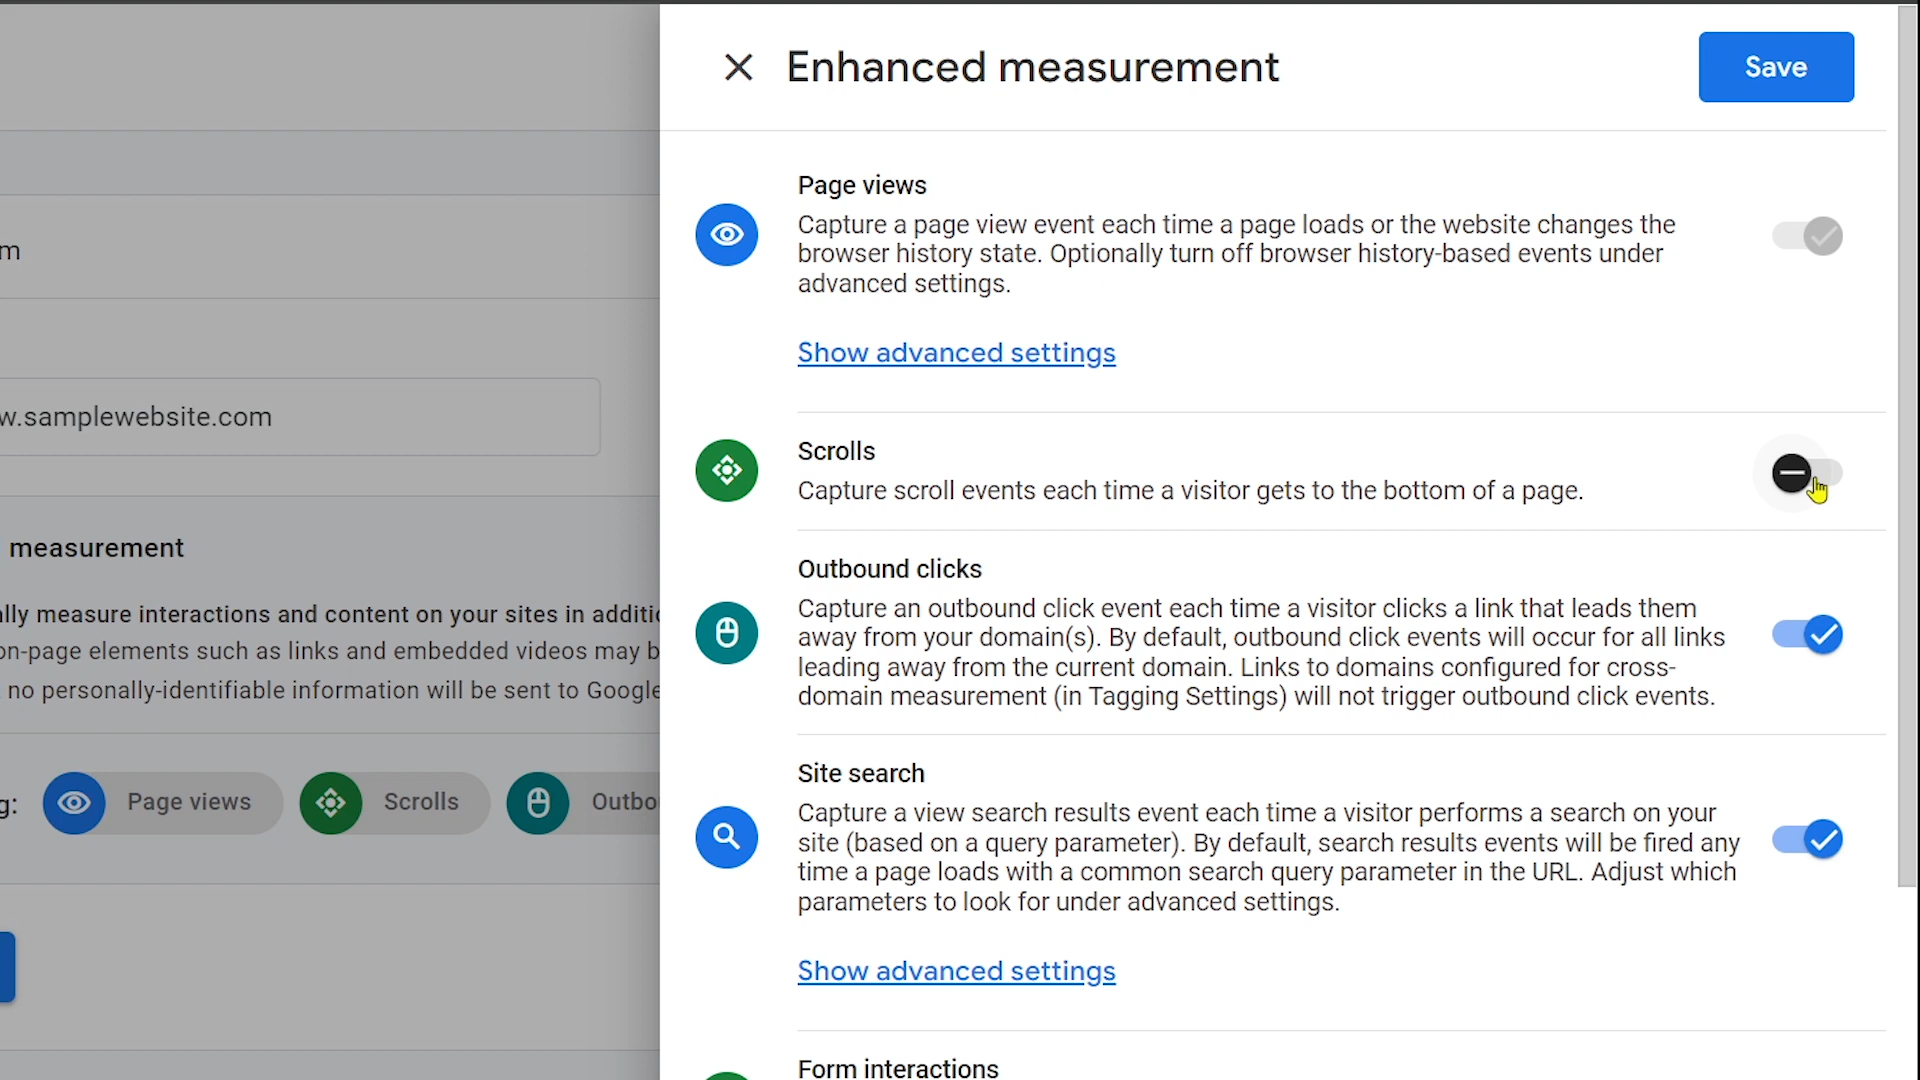 Enhanced measurement
Save
Page views
Capture a page view event each time a page loads or the website changes the
browser history state. Optionally turn off browser history-based events under
advanced settings.
Show advanced settings
Scrolls
Capture scroll events each time a visitor gets to the bottom of a page.
Outbound clicks
Capture an outbound click event each time a visitor clicks a link that leads them
away from your domain(s). By default, outbound click events will occur for all links
leading away from the current domain. Links to domains configured for cross-
domain measurement (in Tagging Settings) will not trigger outbound click events.
Site search
Capture a view search results event each time a visitor performs a search on your
site (based on a query parameter). By default, search results events will be fired any
time a page loads with a common search query parameter in the URL. Adjust which
parameters to look for under advanced settings.
Show advanced settings
Form interactions
m
w.samplewebsite.com
measurement
lly measure interactions and content on your sites in additi
on-page elements such as links and embedded videos may b
no personally-identifiable information will be sent to Google
g:
Page views
Scrolls
Outbo